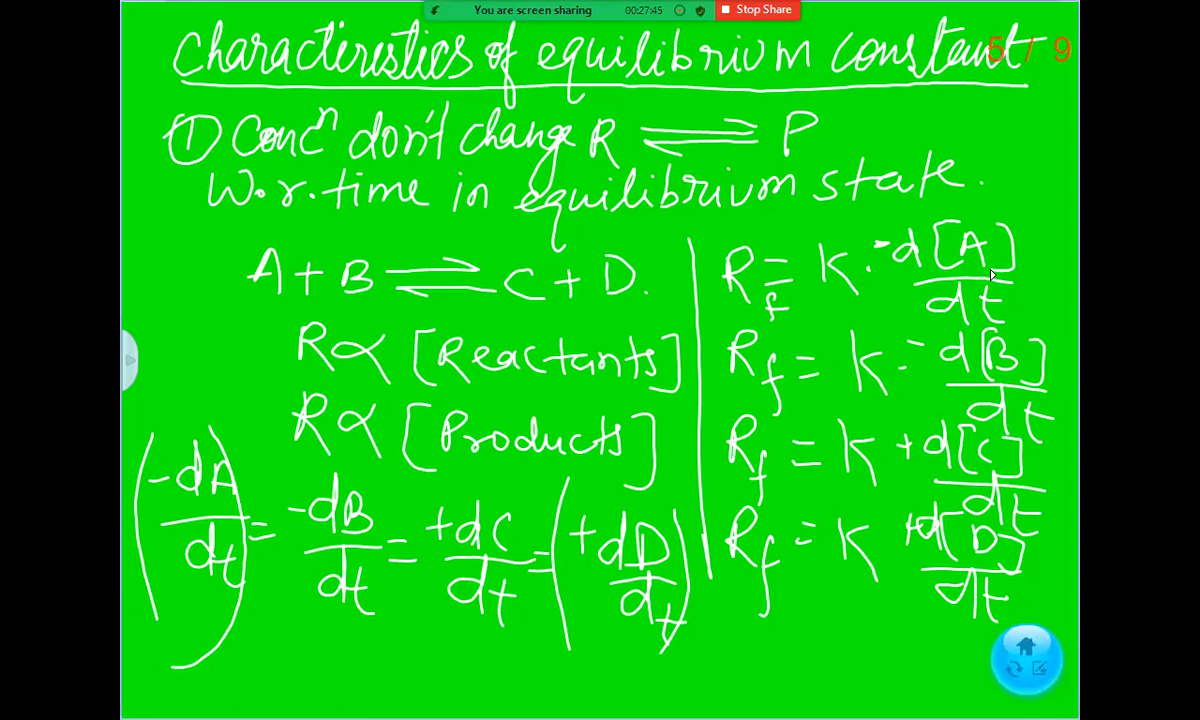 You are screen sharing 00:27:45 Stop Share
Characteristics of equilibrium constant 5 / 9
① Concⁿ don't change R ⇌ P
W.r.time in equilibrium state.
A + B ⇌ C + D.
R ∝ [Reactants]
R ∝ [Products]
(-dA/dt) = -dB/dt = +dC/dt = (+dD/dt)
R_f = K . -d[A]/dt
R_f = K - d[B]/dt
R_f = K + d[C]/dt
R_f = K +d[D]/dt